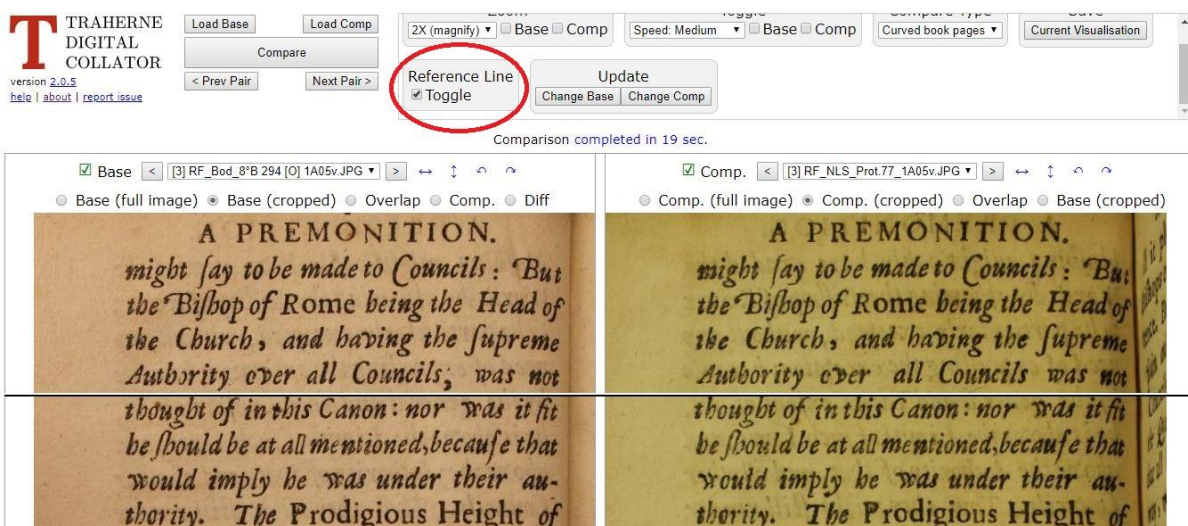 TRAHERNE
DIGITAL
COLLATOR
version 2.0.5
help | about | report issue
Load Base
Load Comp
Compare
< Prev Pair
Next Pair >
Zoom
Toggle
Compare Type
Save
2X (magnify) Base Comp
Speed: Medium Base Comp
Curved book pages
Current Visualisation
Reference Line
Toggle
Update
Change Base Change Comp
Comparison completed in 19 sec.
Base < [3] RF_Bod_8°B 294 [O] 1A05v.JPG >
Base (full image) Base (cropped) Overlap Comp. Diff
A PREMONITION.
might ſay to be made to Councils : But
the Biſhop of Rome being the Head of
the Church, and having the ſupreme
Authority over all Councils; was not
thought of in this Canon: nor was it fit
he ſhould be at all mentioned,becauſe that
would imply he was under their au-
thority. The Prodigious Height of
Comp. < [3] RF_NLS_Prot.77_1A05v.JPG >
Comp. (full image) Comp. (cropped) Overlap Base (cropped)
A PREMONITION.
might ſay to be made to Councils : But
the Biſhop of Rome being the Head of
the Church, and having the ſupreme
Authority over all Councils was not
thought of in this Canon: nor was it fit
he ſhould be at all mentioned,becauſe that
would imply he was under their au-
thority. The Prodigious Height of